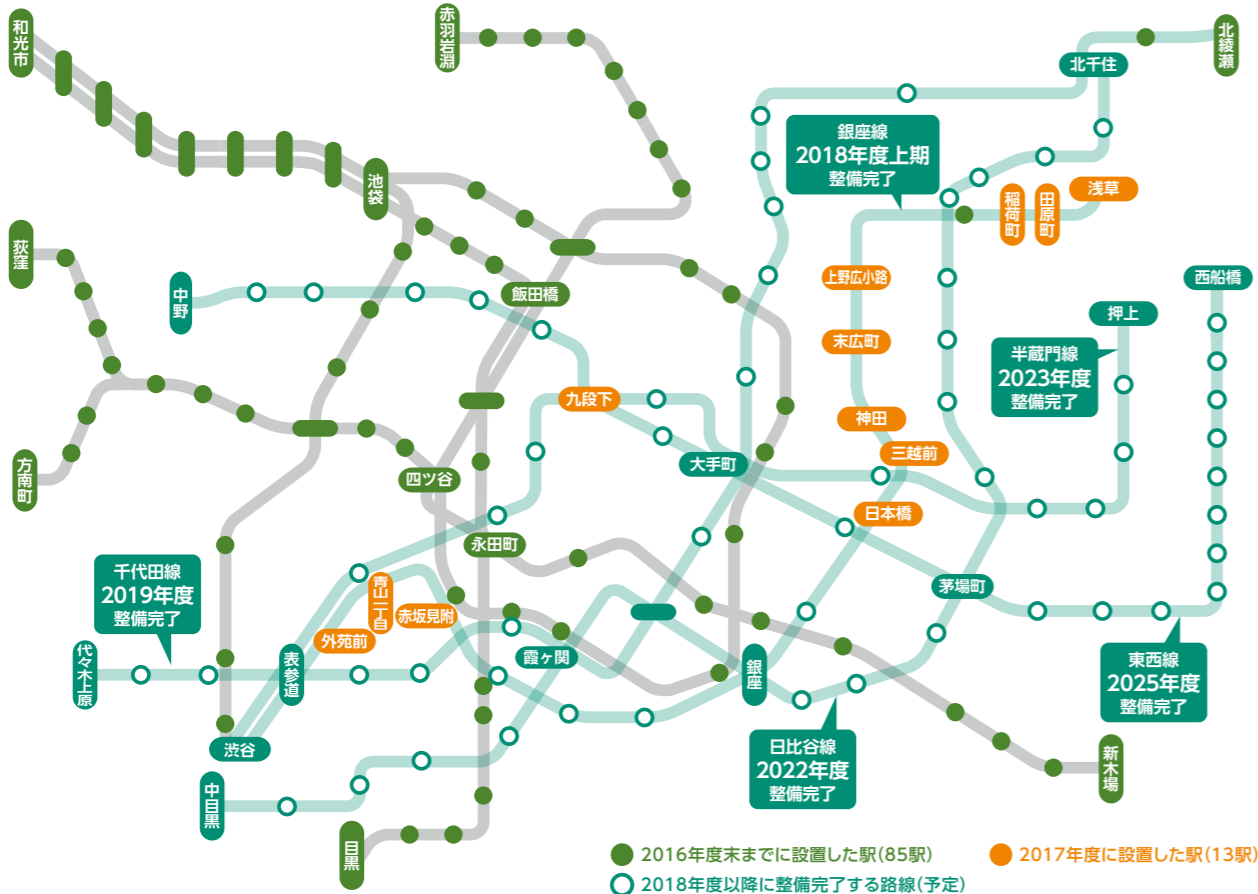 和光市
赤羽岩淵
北綾瀬
北千住
銀座線
2018年度上期
整備完了
浅草
田原町
稲荷町
池袋
荻窪
中野
飯田橋
上野広小路
西船橋
押上
末広町
半蔵門線
2023年度
整備完了
九段下
神田
三越前
方南町
四ツ谷
大手町
日本橋
永田町
千代田線
2019年度
整備完了
青山一丁目
赤坂見附
茅場町
外苑前
代々木上原
表参道
霞ヶ関
銀座
東西線
2025年度
整備完了
渋谷
日比谷線
2022年度
整備完了
新木場
中目黒
目黒
2016年度末までに設置した駅(85駅)
2017年度に設置した駅(13駅)
2018年度以降に整備完了する路線(予定)